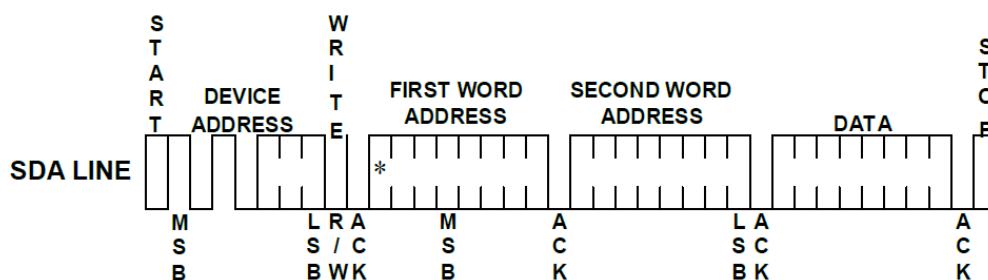 START
WRITE
DEVICE
ADDRESS
FIRST WORD
ADDRESS
SECOND WORD
ADDRESS
DATA
STO
SDA LINE
*
MSB
LSB
R/W
ACK
MSB
ACK
LSB
ACK
ACK